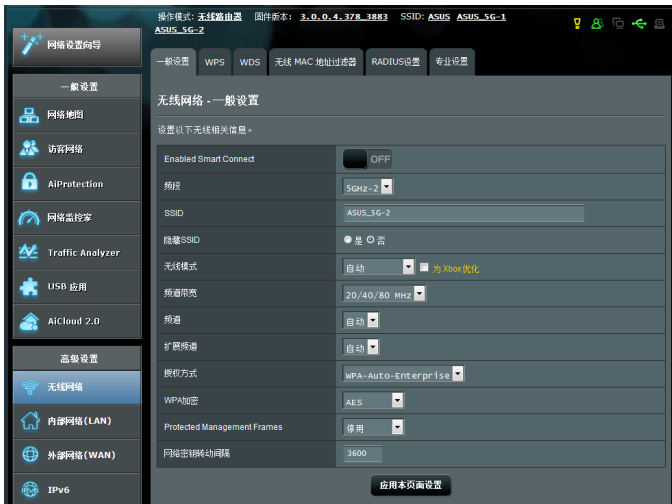 操作模式: 无线路由器 固件版本: 3.0.0.4.378_3883 SSID: ASUS ASUS_5G-1
ASUS_5G-2
网络设置向导
一般设置
网络地图
访客网络
AiProtection
网络监控家
Traffic Analyzer
USB 应用
AiCloud 2.0
高级设置
无线网络
内部网络(LAN)
外部网络(WAN)
IPv6
一般设置 WPS WDS 无线 MAC 地址过滤器 RADIUS设置 专业设置
无线网络 - 一般设置
设置以下无线相关信息。
Enabled Smart Connect OFF
频段 5GHz-2
SSID ASUS_5G-2
隐藏SSID 是 否
无线模式 自动 为 Xbox 优化
频道带宽 20/40/80 MHz
频道 自动
扩展频道 自动
授权方式 WPA-Auto-Enterprise
WPA加密 AES
Protected Management Frames 停用
网络密钥转动间隔 3600
应用本页面设置